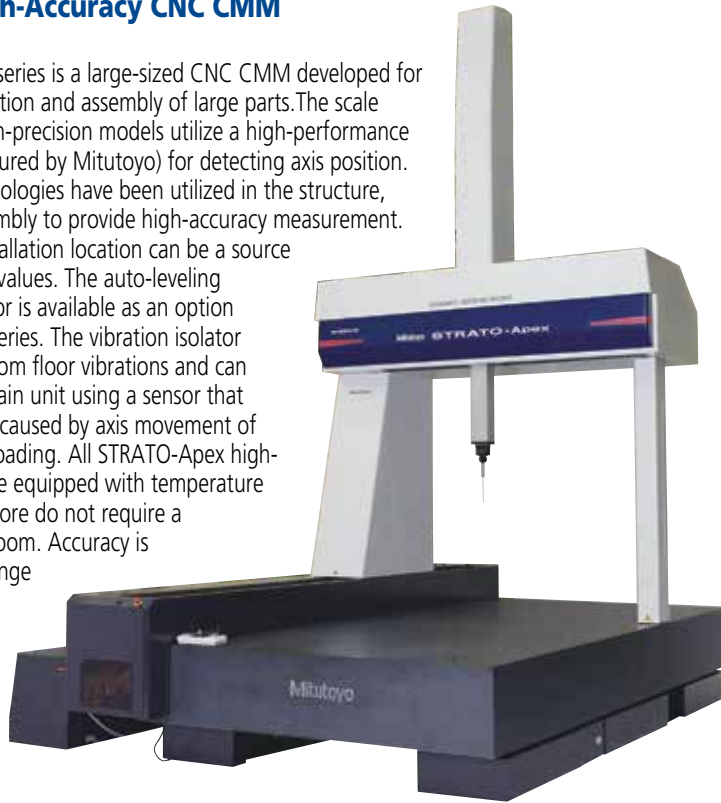 h-Accuracy CNC CMM
series is a large-sized CNC CMM developed for
tion and assembly of large parts.The scale
n-precision models utilize a high-performance
ured by Mitutoyo) for detecting axis position.
ologies have been utilized in the structure,
mbly to provide high-accuracy measurement.
allation location can be a source
values. The auto-leveling
or is available as an option
eries. The vibration isolator
om floor vibrations and can
ain unit using a sensor that
caused by axis movement of
oading. All STRATO-Apex high-
e equipped with temperature
ore do not require a
oom. Accuracy is
nge
Mitutoyo STRATO-Apex
Mitutoyo